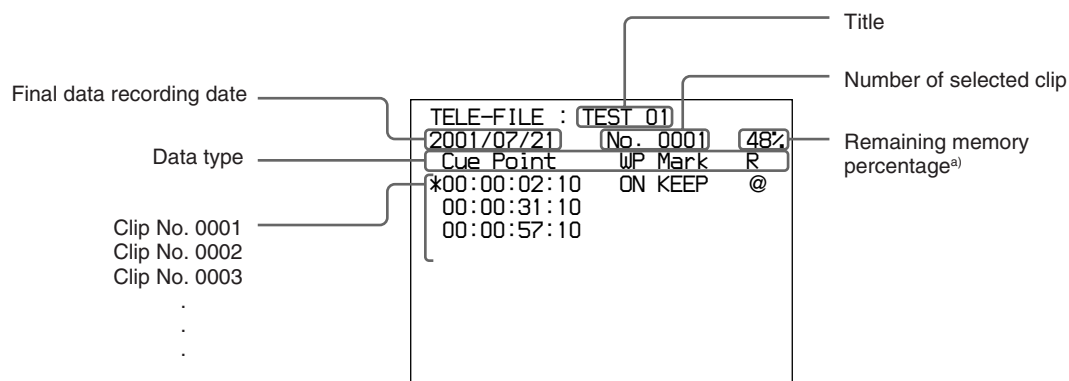 Title
Number of selected clip
Remaining memory
percentagea)
Final data recording date
Data type
Clip No. 0001
Clip No. 0002
Clip No. 0003
.
.
.
TELE-FILE : TEST 01
2001/07/21 No. 0001 48%
Cue Point WP Mark R
*00:00:02:10 ON KEEP @
00:00:31:10
00:00:57:10